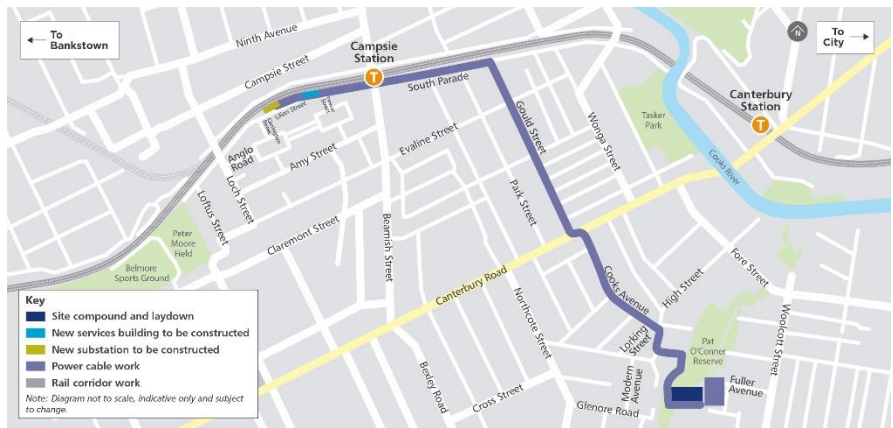 ← To
Bankstown
To →
City
N
Ninth Avenue
Campsie Street
Campsie
Station
T
South Parade
Lilian Street
Anglo
Road
Amy Street
Evaline Street
Gould Street
Wonga Street
Tasker
Park
Canterbury
Station
T
Cooks River
Loch Street
Loftus Street
Claremont Street
Beamish Street
Park Street
Peter
Moore
Field
Belmore
Sports Ground
Canterbury Road
Cooks Avenue
High Street
Fore Street
Woolcott Street
Northcote Street
Lorking
Street
Pat
O'Conner
Reserve
Modern
Avenue
Fuller
Avenue
Bexley Road
Cross Street
Glenore Road
Key
Site compound and laydown
New services building to be constructed
New substation to be constructed
Power cable work
Rail corridor work
Note: Diagram not to scale, indicative only and subject
to change.